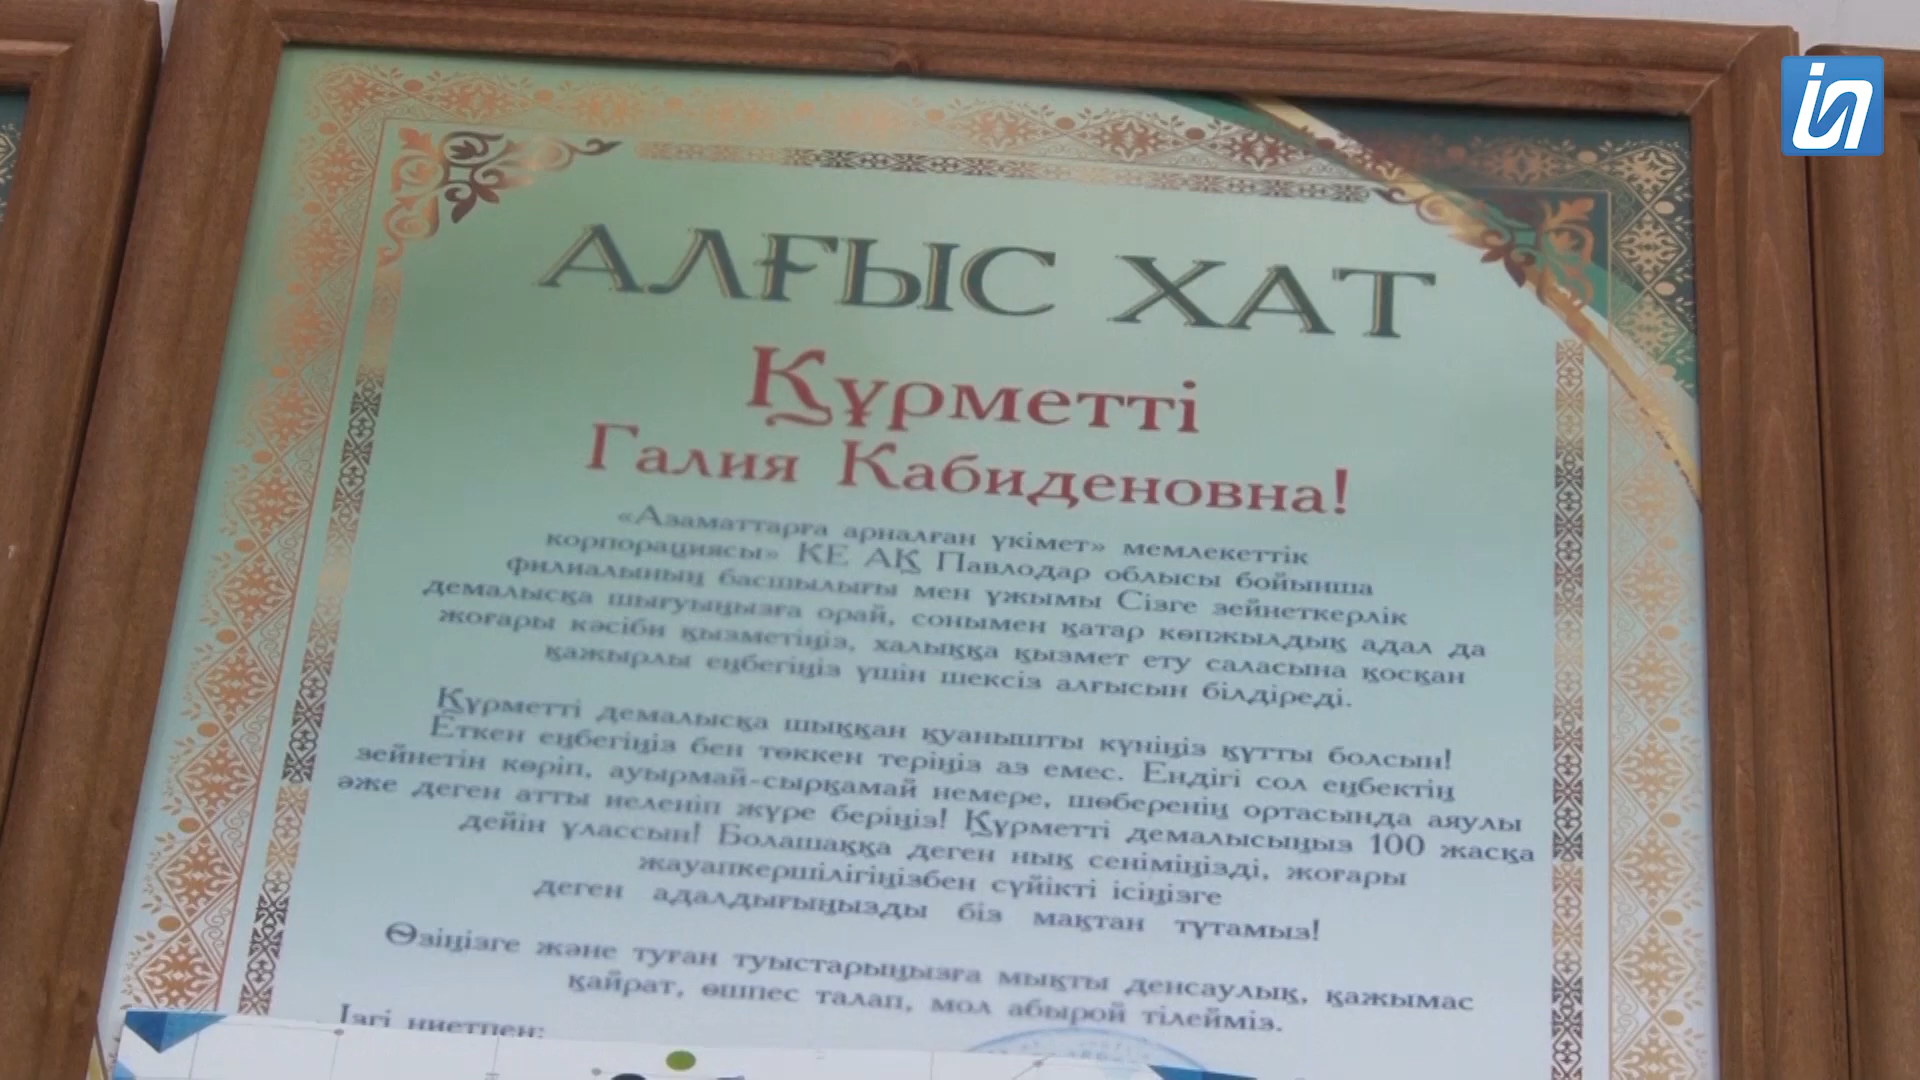 in
АЛҒЫС ХАТ
Құрметті
Галия Кабиденовна!
«Азаматтарға арналған үкімет» мемлекеттік
корпорациясы» КЕ АҚ Павлодар облысы бойынша
филиалының басшылығы мен ұжымы Сізге зейнеткерлік
демалысқа шығуыңызға орай, сонымен қатар көпжылдық адал да
жоғары кәсіби қызметіңіз, халыққа қызмет ету саласына қосқан
қажырлы еңбегіңіз үшін шексіз алғысын білдіреді.
Құрметті демалысқа шыққан қуанышты күніңіз құтты болсын!
Еткен еңбегіңіз бен төккен теріңіз аз емес. Ендігі сол еңбектің
зейнетін көріп, ауырмай-сырқамай немере, шөберенің ортасында аяулы
әже деген атты иеленіп жүре беріңіз! Құрметті демалысыңыз 100 жасқа
дейін ұлассын! Болашаққа деген нық сеніміңізді, жоғары
жауапкершілігіңізбен сүйікті ісіңізге
деген адалдығыңызды біз мақтан тұтамыз!
Өзіңізге және туған туыстарыңызға мықты денсаулық, қажымас
қайрат, өшпес талап, мол абырой тілейміз.
Ізгі ниетпен: